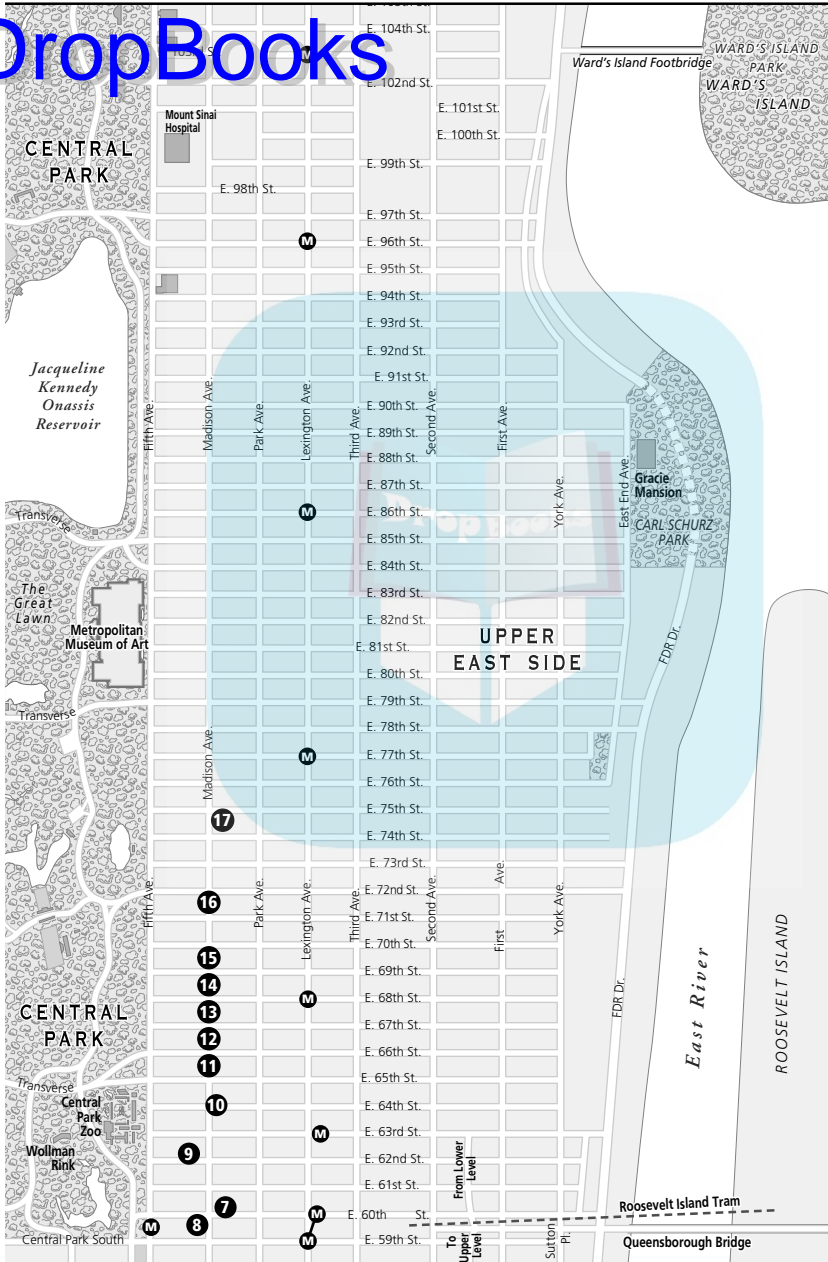 E. 104th St.
DropBooks
103rd St.
M
E. 102nd St.
Ward's Island Footbridge
WARD'S ISLAND
PARK
WARD'S
ISLAND
E. 101st St.
E. 100th St.
Mount Sinai
Hospital
CENTRAL
PARK
E. 99th St.
E. 98th St.
E. 97th St.
M
E. 96th St.
E. 95th St.
E. 94th St.
E. 93rd St.
E. 92nd St.
E. 91st St.
Jacqueline
Kennedy
Onassis
Reservoir
Fifth Ave.
Madison Ave.
Park Ave.
Lexington Ave.
Third Ave.
Second Ave.
First Ave.
York Ave.
East End Ave.
E. 90th St.
E. 89th St.
E. 88th St.
E. 87th St.
Gracie
Mansion
M
E. 86th St.
DropBooks
CARL SCHURZ
PARK
Transverse
E. 85th St.
E. 84th St.
E. 83rd St.
The
Great
Lawn
E. 82nd St.
Metropolitan
Museum of Art
E. 81st St.
UPPER
EAST SIDE
FDR Dr.
E. 80th St.
E. 79th St.
Transverse
E. 78th St.
Madison Ave.
M
E. 77th St.
E. 76th St.
E. 75th St.
17
E. 74th St.
E. 73rd St.
E. 72nd St.
Fifth Ave.
16
Park Ave.
Lexington Ave.
Third Ave.
Second Ave.
First Ave.
York Ave.
E. 71st St.
E. 70th St.
15
E. 69th St.
14
M
E. 68th St.
13
FDR Dr.
East River
ROOSEVELT ISLAND
CENTRAL
PARK
E. 67th St.
12
E. 66th St.
11
E. 65th St.
Transverse
Central
Park
Zoo
10
E. 64th St.
M
E. 63rd St.
Wollman
Rink
9
E. 62nd St.
From Lower
Level
E. 61st St.
7
M
E. 60th St.
Roosevelt Island Tram
M
8
Central Park South
M
E. 59th St.
To
Upper
Level
Sutton
Pl.
Queensborough Bridge